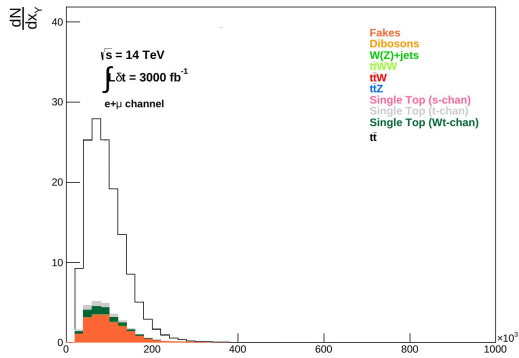 dN
dx_Y
40
30
20
10
0
√s = 14 TeV
∫Lδt = 3000 fb⁻¹
e+μ channel
Fakes
Dibosons
W(Z)+jets
ttWW
ttW
ttZ
Single Top (s-chan)
Single Top (t-chan)
Single Top (Wt-chan)
tt
0 200 400 600 800 1000 ×10³